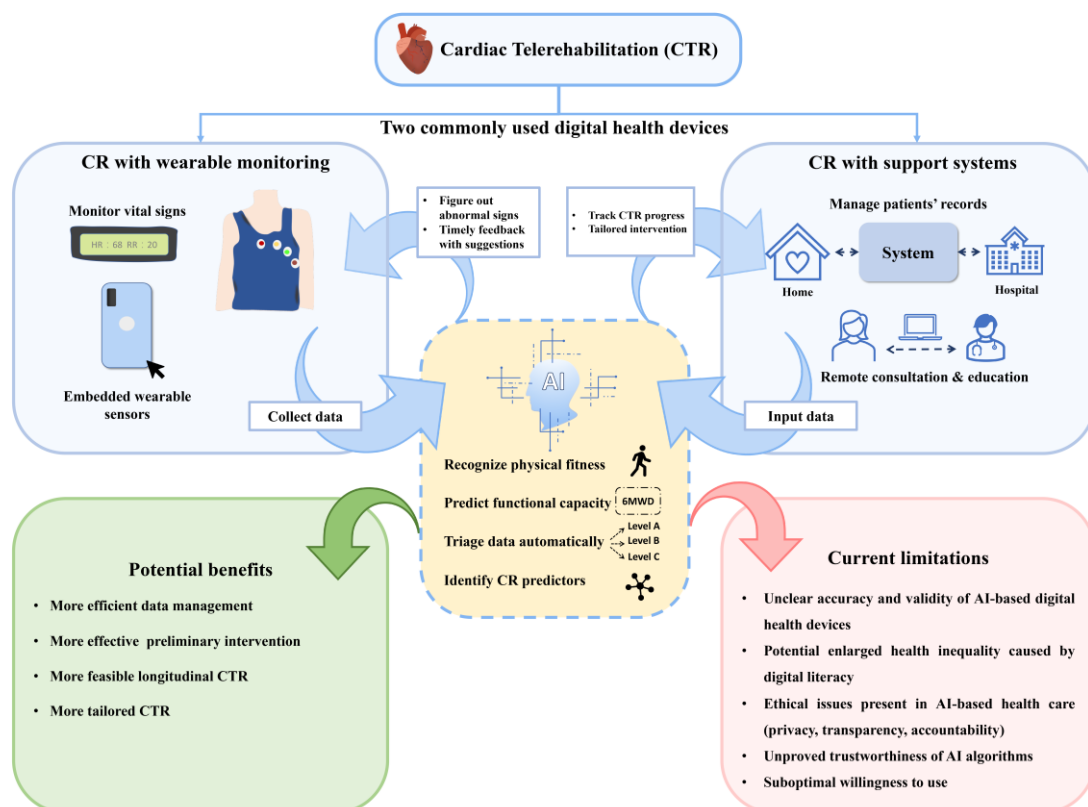 Cardiac Telerehabilitation (CTR)
Two commonly used digital health devices
CR with wearable monitoring
Monitor vital signs
HR : 68 RR : 20
Embedded wearable
sensors
Collect data
• Figure out
abnormal signs
• Timely feedback
with suggestions
• Track CTR progress
• Tailored intervention
CR with support systems
Manage patients' records
System
Home
Hospital
Remote consultation & education
Input data
AI
Recognize physical fitness
Predict functional capacity
6MWD
Triage data automatically
Level A
Level B
Level C
Identify CR predictors
Potential benefits
• More efficient data management
• More effective preliminary intervention
• More feasible longitudinal CTR
• More tailored CTR
Current limitations
• Unclear accuracy and validity of AI-based digital
health devices
• Potential enlarged health inequality caused by
digital literacy
• Ethical issues present in AI-based health care
(privacy, transparency, accountability)
• Unproved trustworthiness of AI algorithms
• Suboptimal willingness to use